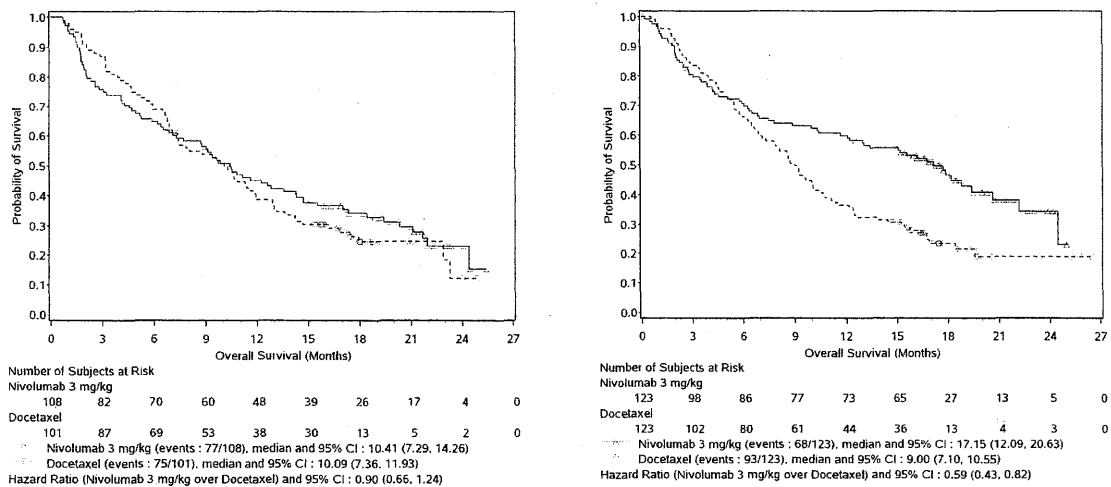 1.0
0.9
0.8
0.7
0.6
0.5
0.4
0.3
0.2
0.1
0.0
Probability of Survival
0 3 6 9 12 15 18 21 24 27
Overall Survival (Months)
Number of Subjects at Risk
Nivolumab 3 mg/kg
108 82 70 60 48 39 26 17 4 0
Docetaxel
101 87 69 53 38 30 13 5 2 0
Nivolumab 3 mg/kg (events : 77/108), median and 95% CI : 10.41 (7.29, 14.26)
Docetaxel (events : 75/101), median and 95% CI : 10.09 (7.36, 11.93)
Hazard Ratio (Nivolumab 3 mg/kg over Docetaxel) and 95% CI : 0.90 (0.66, 1.24)
1.0
0.9
0.8
0.7
0.6
0.5
0.4
0.3
0.2
0.1
0.0
Probability of Survival
0 3 6 9 12 15 18 21 24 27
Overall Survival (Months)
Number of Subjects at Risk
Nivolumab 3 mg/kg
123 98 86 77 73 65 27 13 5 0
Docetaxel
123 102 80 61 44 36 13 4 3 0
Nivolumab 3 mg/kg (events : 68/123), median and 95% CI : 17.15 (12.09, 20.63)
Docetaxel (events : 93/123), median and 95% CI : 9.00 (7.10, 10.55)
Hazard Ratio (Nivolumab 3 mg/kg over Docetaxel) and 95% CI : 0.59 (0.43, 0.82)